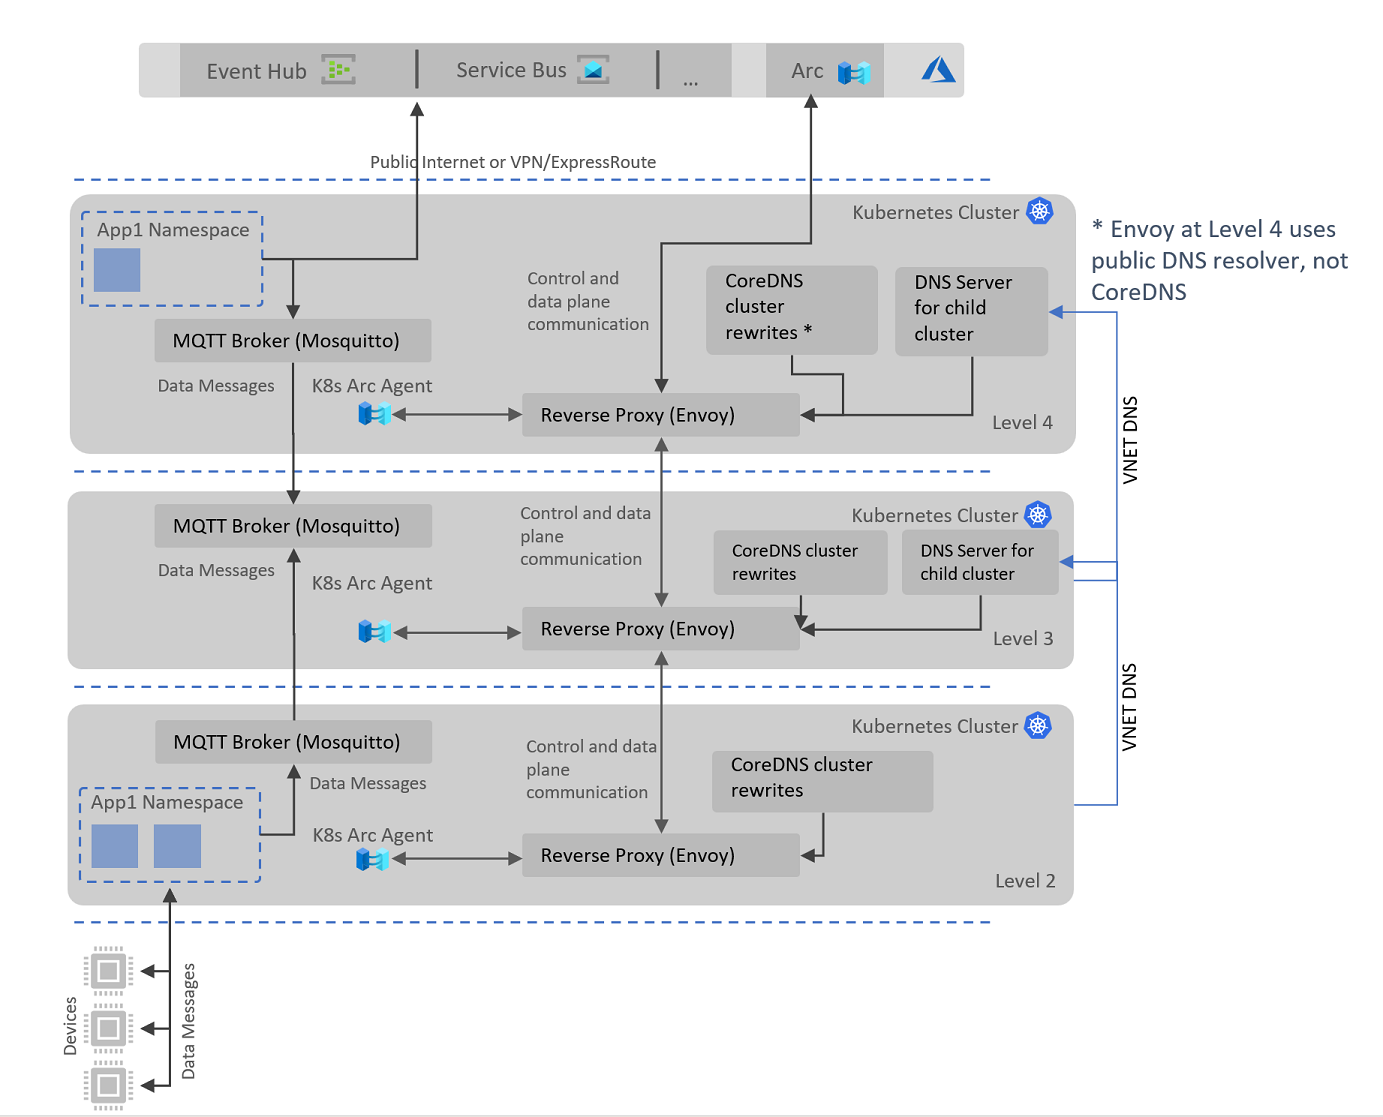 Event Hub
Service Bus
...
Arc
Public Internet or VPN/ExpressRoute
Kubernetes Cluster
App1 Namespace
* Envoy at Level 4 uses
public DNS resolver, not
CoreDNS
Control and
data plane
communication
CoreDNS
cluster
rewrites *
DNS Server
for child
cluster
MQTT Broker (Mosquitto)
Data Messages
K8s Arc Agent
Reverse Proxy (Envoy)
Level 4
VNET DNS
Kubernetes Cluster
MQTT Broker (Mosquitto)
Control and data
plane
communication
CoreDNS cluster
rewrites
DNS Server for
child cluster
Data Messages
K8s Arc Agent
Reverse Proxy (Envoy)
Level 3
VNET DNS
Kubernetes Cluster
MQTT Broker (Mosquitto)
Control and data
plane
communication
CoreDNS cluster
rewrites
Data Messages
App1 Namespace
K8s Arc Agent
Reverse Proxy (Envoy)
Level 2
Devices
Data Messages